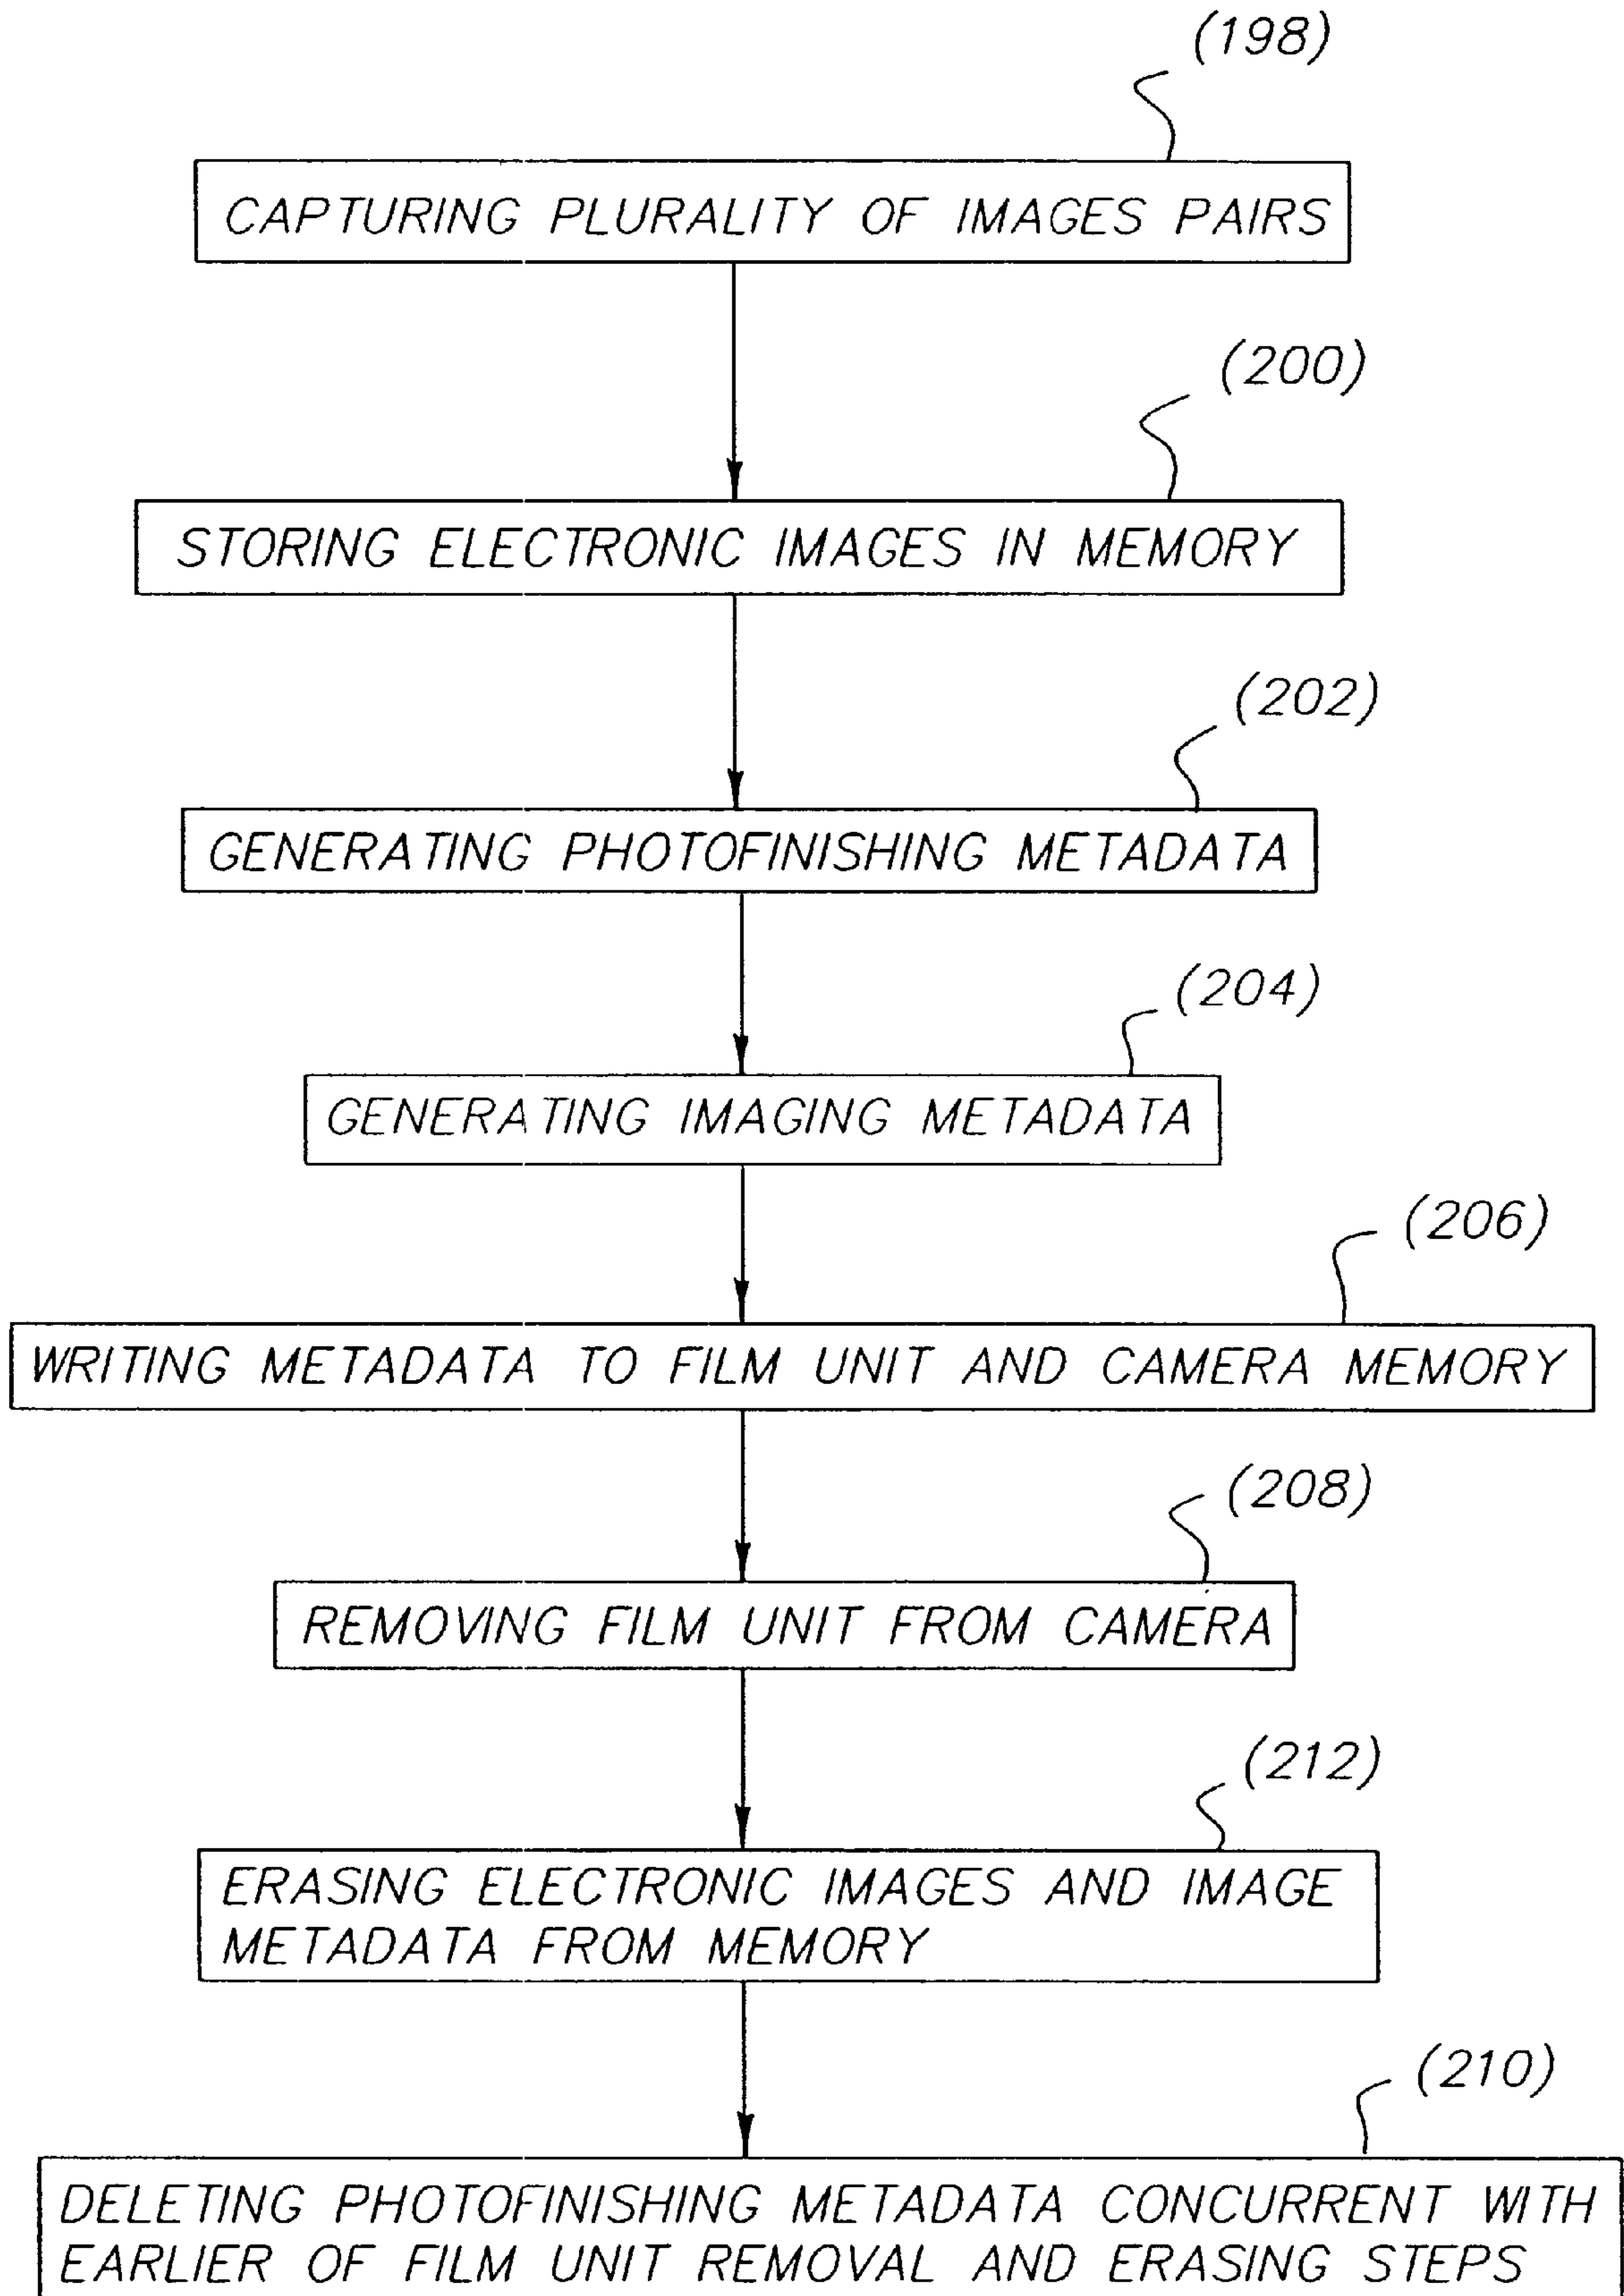 (198)
CAPTURING PLURALITY OF IMAGES PAIRS
(200)
STORING ELECTRONIC IMAGES IN MEMORY
(202)
GENERATING PHOTOFINISHING METADATA
(204)
GENERATING IMAGING METADATA
(206)
WRITING METADATA TO FILM UNIT AND CAMERA MEMORY
(208)
REMOVING FILM UNIT FROM CAMERA
(212)
ERASING ELECTRONIC IMAGES AND IMAGE
METADATA FROM MEMORY
(210)
DELETING PHOTOFINISHING METADATA CONCURRENT WITH
EARLIER OF FILM UNIT REMOVAL AND ERASING STEPS